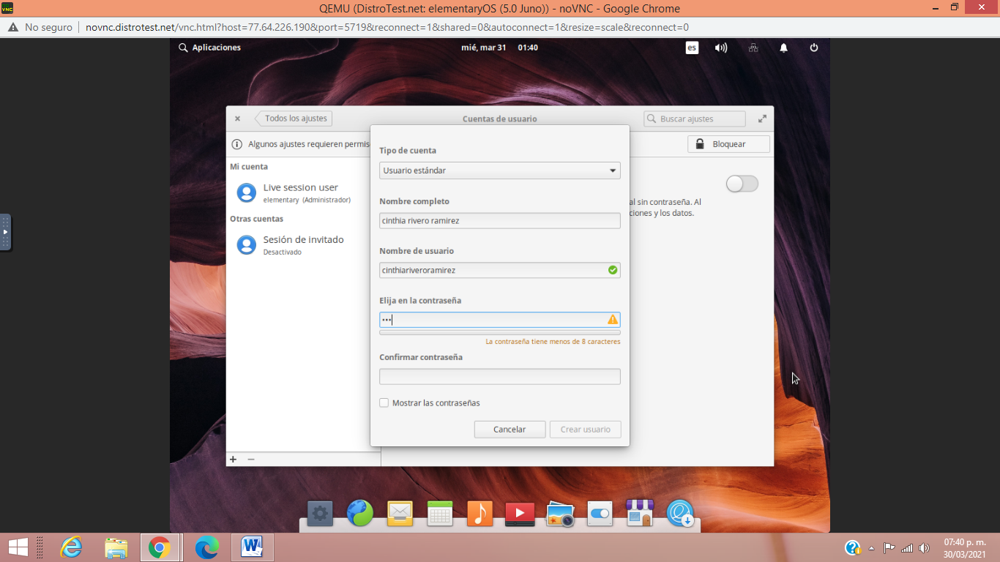 QEMU (DistroTest.net: elementaryOS (5.0 Juno)) - noVNC - Google Chrome
No seguro novnc.distrotest.net/vnc.html?host=77.64.226.190&port=5719&reconnect=1&shared=0&autoconnect=1&resize=scale&reconnect=0
Aplicaciones mié, mar 31 01:40 es
Todos los ajustes Cuentas de usuario Buscar ajustes
Algunos ajustes requieren permis Bloquear
Mi cuenta
Live session user
elementary (Administrador)
Otras cuentas
Sesión de invitado
Desactivado
Tipo de cuenta
Usuario estándar
Nombre completo
cinthia rivero ramirez
Nombre de usuario
cinthiariveroramirez
Elija en la contraseña
•••
La contraseña tiene menos de 8 caracteres
Confirmar contraseña
Mostrar las contraseñas
Cancelar Crear usuario
al sin contraseña. Al
ciones y los datos.
+ −
07:40 p. m.
30/03/2021